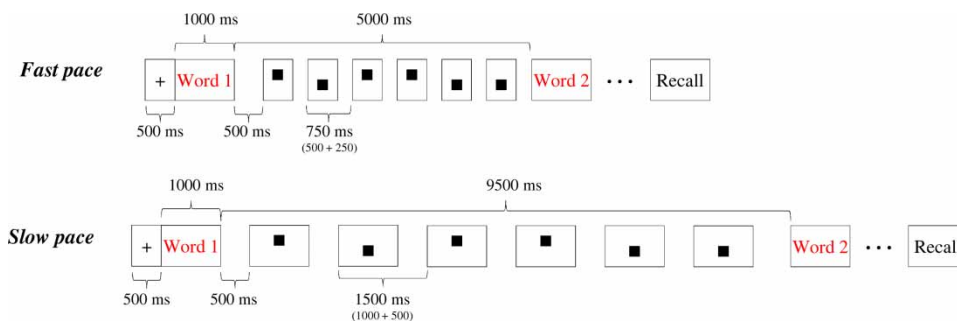 1000 ms
5000 ms
Fast pace
+
Word 1
Word 2
• • •
Recall
500 ms
500 ms
750 ms
(500 + 250)
1000 ms
9500 ms
Slow pace
+
Word 1
Word 2
• • •
Recall
500 ms
500 ms
1500 ms
(1000 + 500)